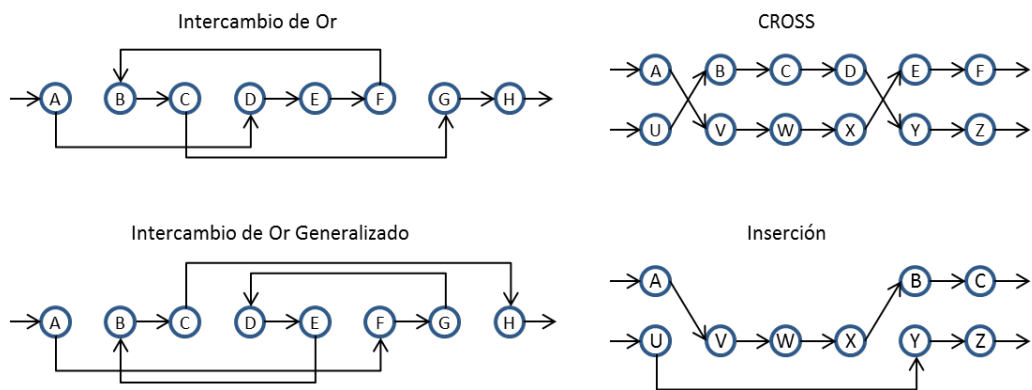 Intercambio de Or
A B C D E F G H
CROSS
A B C D E F
U V W X Y Z
Intercambio de Or Generalizado
A B C D E F G H
Inserción
A B C
U V W X Y Z